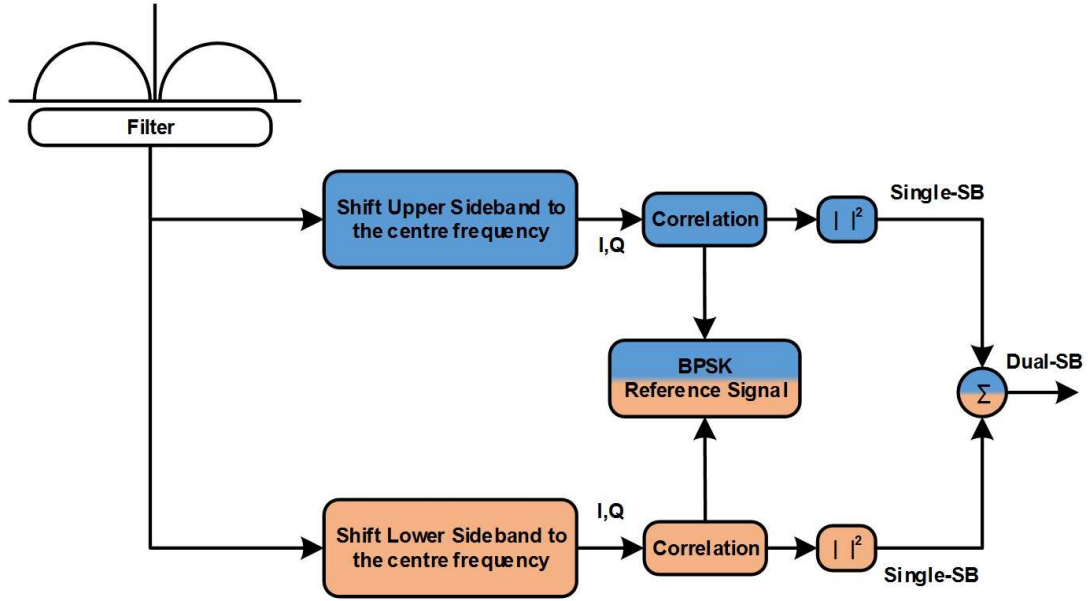 Filter
Shift Upper Sideband to
the centre frequency
I,Q
Correlation
| |²
Single-SB
BPSK
Reference Signal
Σ
Dual-SB
Shift Lower Sideband to
the centre frequency
I,Q
Correlation
| |²
Single-SB